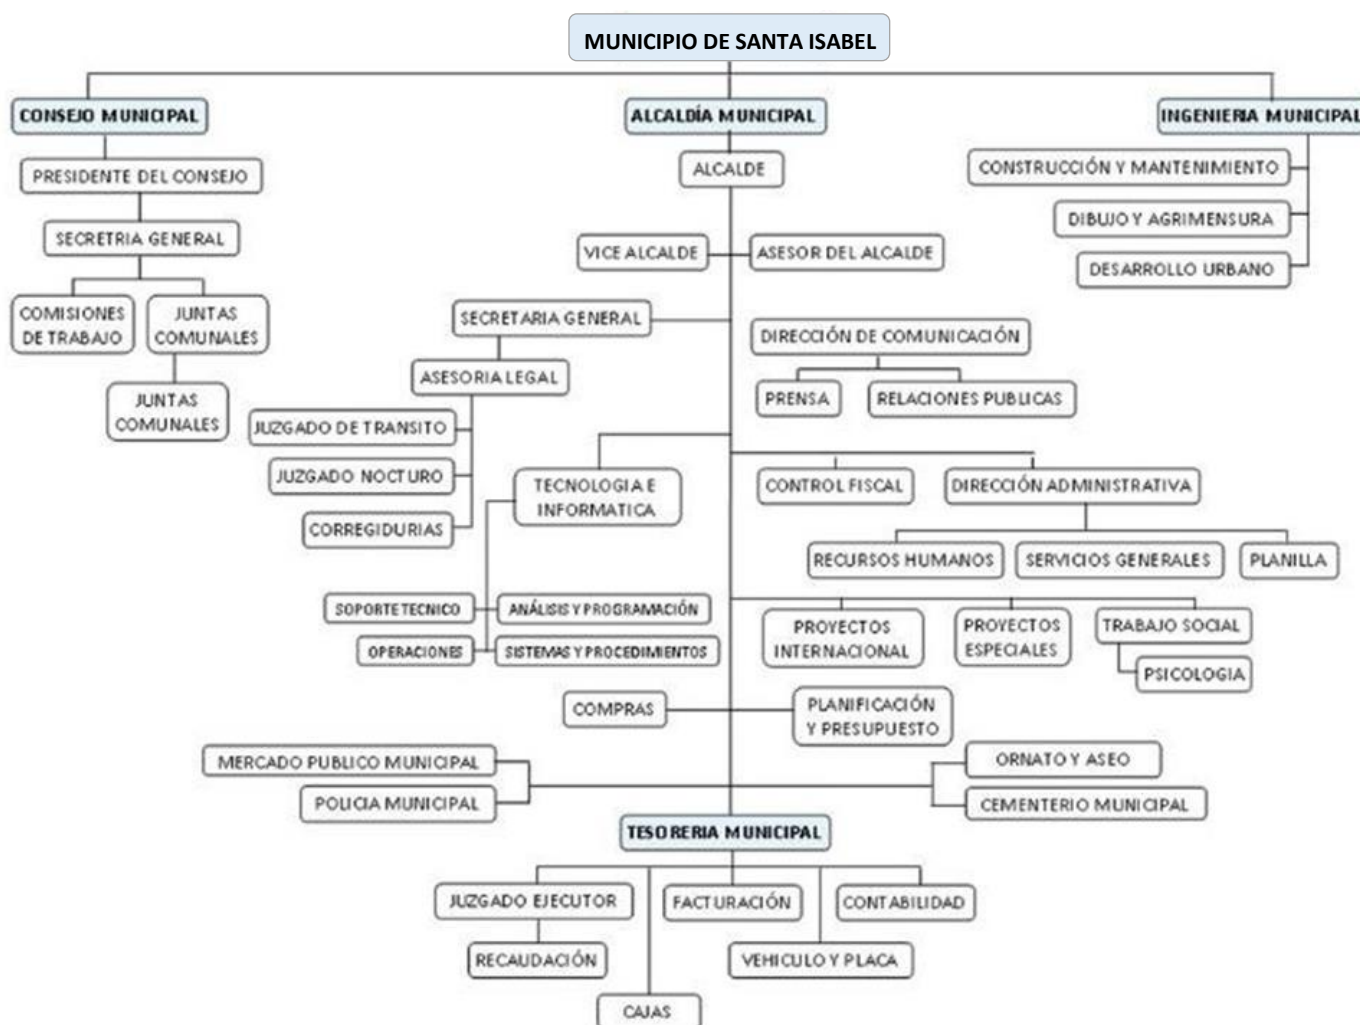 MUNICIPIO DE SANTA ISABEL
CONSEJO MUNICIPAL
ALCALDÍA MUNICIPAL
INGENIERIA MUNICIPAL
PRESIDENTE DEL CONSEJO
SECRETRIA GENERAL
COMISIONES
DE TRABAJO
JUNTAS
COMUNALES
JUNTAS
COMUNALES
ALCALDE
VICE ALCALDE
ASESOR DEL ALCALDE
SECRETARIA GENERAL
ASESORIA LEGAL
JUZGADO DE TRANSITO
JUZGADO NOCTURO
CORREGIDURIAS
DIRECCIÓN DE COMUNICACIÓN
PRENSA
RELACIONES PUBLICAS
TECNOLOGIA E
INFORMATICA
SOPORTE TECNICO
ANÁLISIS Y PROGRAMACIÓN
OPERACIONES
SISTEMAS Y PROCEDIMIENTOS
CONTROL FISCAL
DIRECCIÓN ADMINISTRATIVA
RECURSOS HUMANOS
SERVICIOS GENERALES
PLANILLA
PROYECTOS
INTERNACIONAL
PROYECTOS
ESPECIALES
TRABAJO SOCIAL
PSICOLOGIA
COMPRAS
PLANIFICACIÓN
Y PRESUPUESTO
MERCADO PUBLICO MUNICIPAL
POLICIA MUNICIPAL
ORNATO Y ASEO
CEMENTERIO MUNICIPAL
CONSTRUCCIÓN Y MANTENIMIENTO
DIBUJO Y AGRIMENSURA
DESARROLLO URBANO
TESORERIA MUNICIPAL
JUZGADO EJECUTOR
RECAUDACIÓN
CAJAS
FACTURACIÓN
VEHICULO Y PLACA
CONTABILIDAD